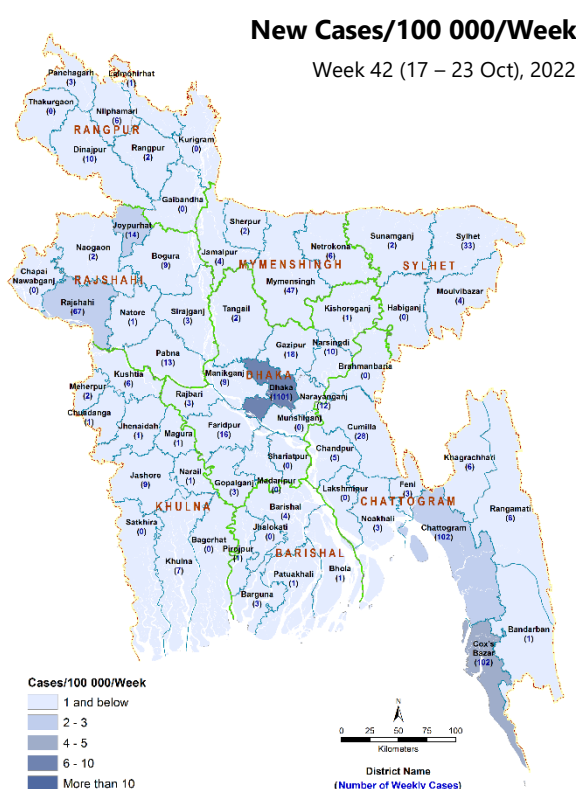 New Cases/100 000/Week
Week 42 (17 – 23 Oct), 2022
Panchagarh
(3)
Lalmohirhat
(1)
Thakurgaon
(0)
Nilphamari
(6)
RANGPUR
Dinajpur
(10)
Rangpur
(2)
Kurigram
(0)
Gaibandha
(0)
Joypurhat
(14)
Sherpur
(2)
Naogaon
(2)
Bogura
(9)
Jamalpur
(4)
Netrokona
(6)
MYMENSHINGH
Mymensingh
(47)
Sunamganj
(2)
Sylhet
(33)
SYLHET
Chapai
Nawabganj
(0)
RAJSHAHI
Rajshahi
(67)
Natore
(1)
Sirajganj
(3)
Tangail
(2)
Kishoreganj
(1)
Habiganj
(0)
Moulvibazar
(4)
Pabna
(13)
Gazipur
(18)
Narsingdi
(10)
Brahmanbaria
(0)
Manikganj
(9)
DHAKA
Dhaka
(1101)
Narayanganj
(12)
Munshiganj
(0)
Meherpur
(2)
Kushtia
(6)
Chuadanga
Rajbari
(3)
Jhenaidah
(1)
Magura
(1)
Faridpur
(16)
Cumilla
(28)
Shariatpur
(0)
Chandpur
(5)
Khagrachhari
(6)
Jashore
(9)
Narail
(1)
Gopalganj
(3)
Madaripur
(0)
Lakshmipur
(0)
Feni
(3)
CHATTOGRAM
Rangamati
(6)
KHULNA
Barishal
(4)
Noakhali
(3)
Chattogram
(102)
Satkhira
(0)
Jhalokati
(0)
Bagerhat
(0)
Pirojpur
(1)
BARISHAL
Khulna
(7)
Patuakhali
(1)
Bhola
(1)
Barguna
(3)
Bandarban
(1)
Cox's
Bazar
(102)
Cases/100 000/Week
1 and below
2 - 3
4 - 5
6 - 10
More than 10
N
0 25 50 75 100
Kilometers
District Name
(Number of Weekly Cases)
1